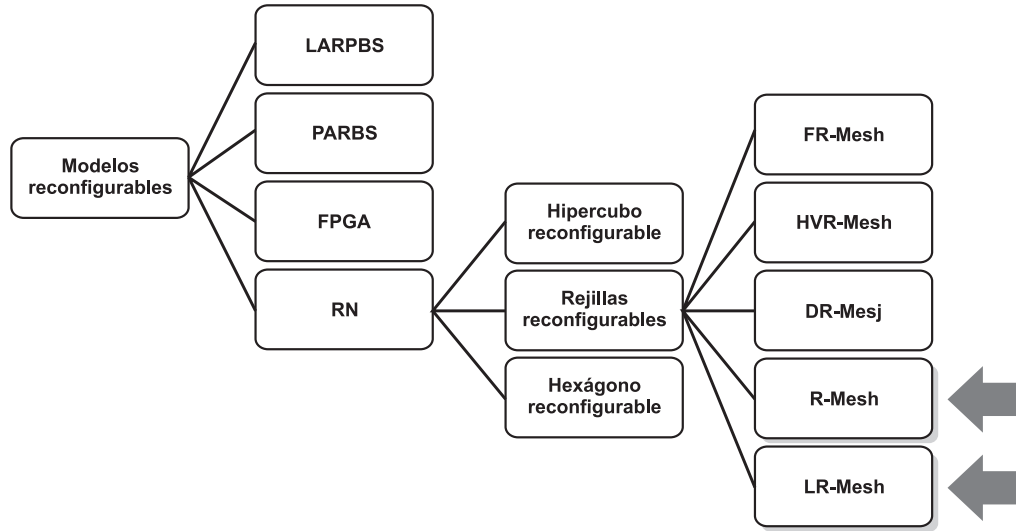 Modelos
reconfigurables
LARPBS
PARBS
FPGA
RN
Hipercubo
reconfigurable
Rejillas
reconfigurables
Hexágono
reconfigurable
FR-Mesh
HVR-Mesh
DR-Mesj
R-Mesh
LR-Mesh